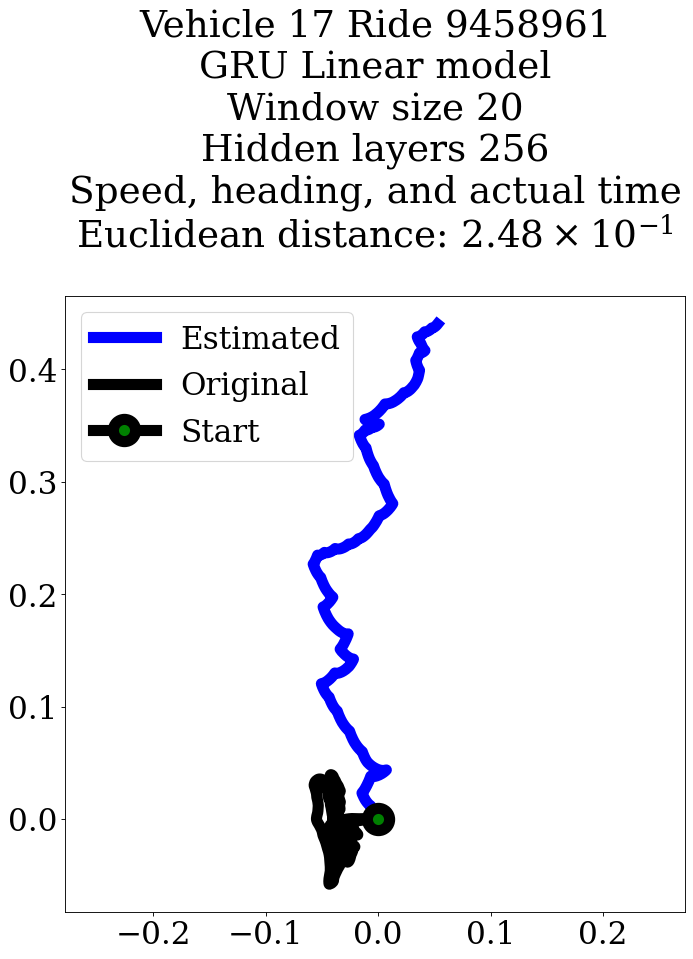 Vehicle 17 Ride 9458961
GRU Linear model
Window size 20
Hidden layers 256
Speed, heading, and actual time
Euclidean distance: 2.48 × 10⁻¹
Estimated
Original
Start
0.4
0.3
0.2
0.1
0.0
−0.2
−0.1
0.0
0.1
0.2